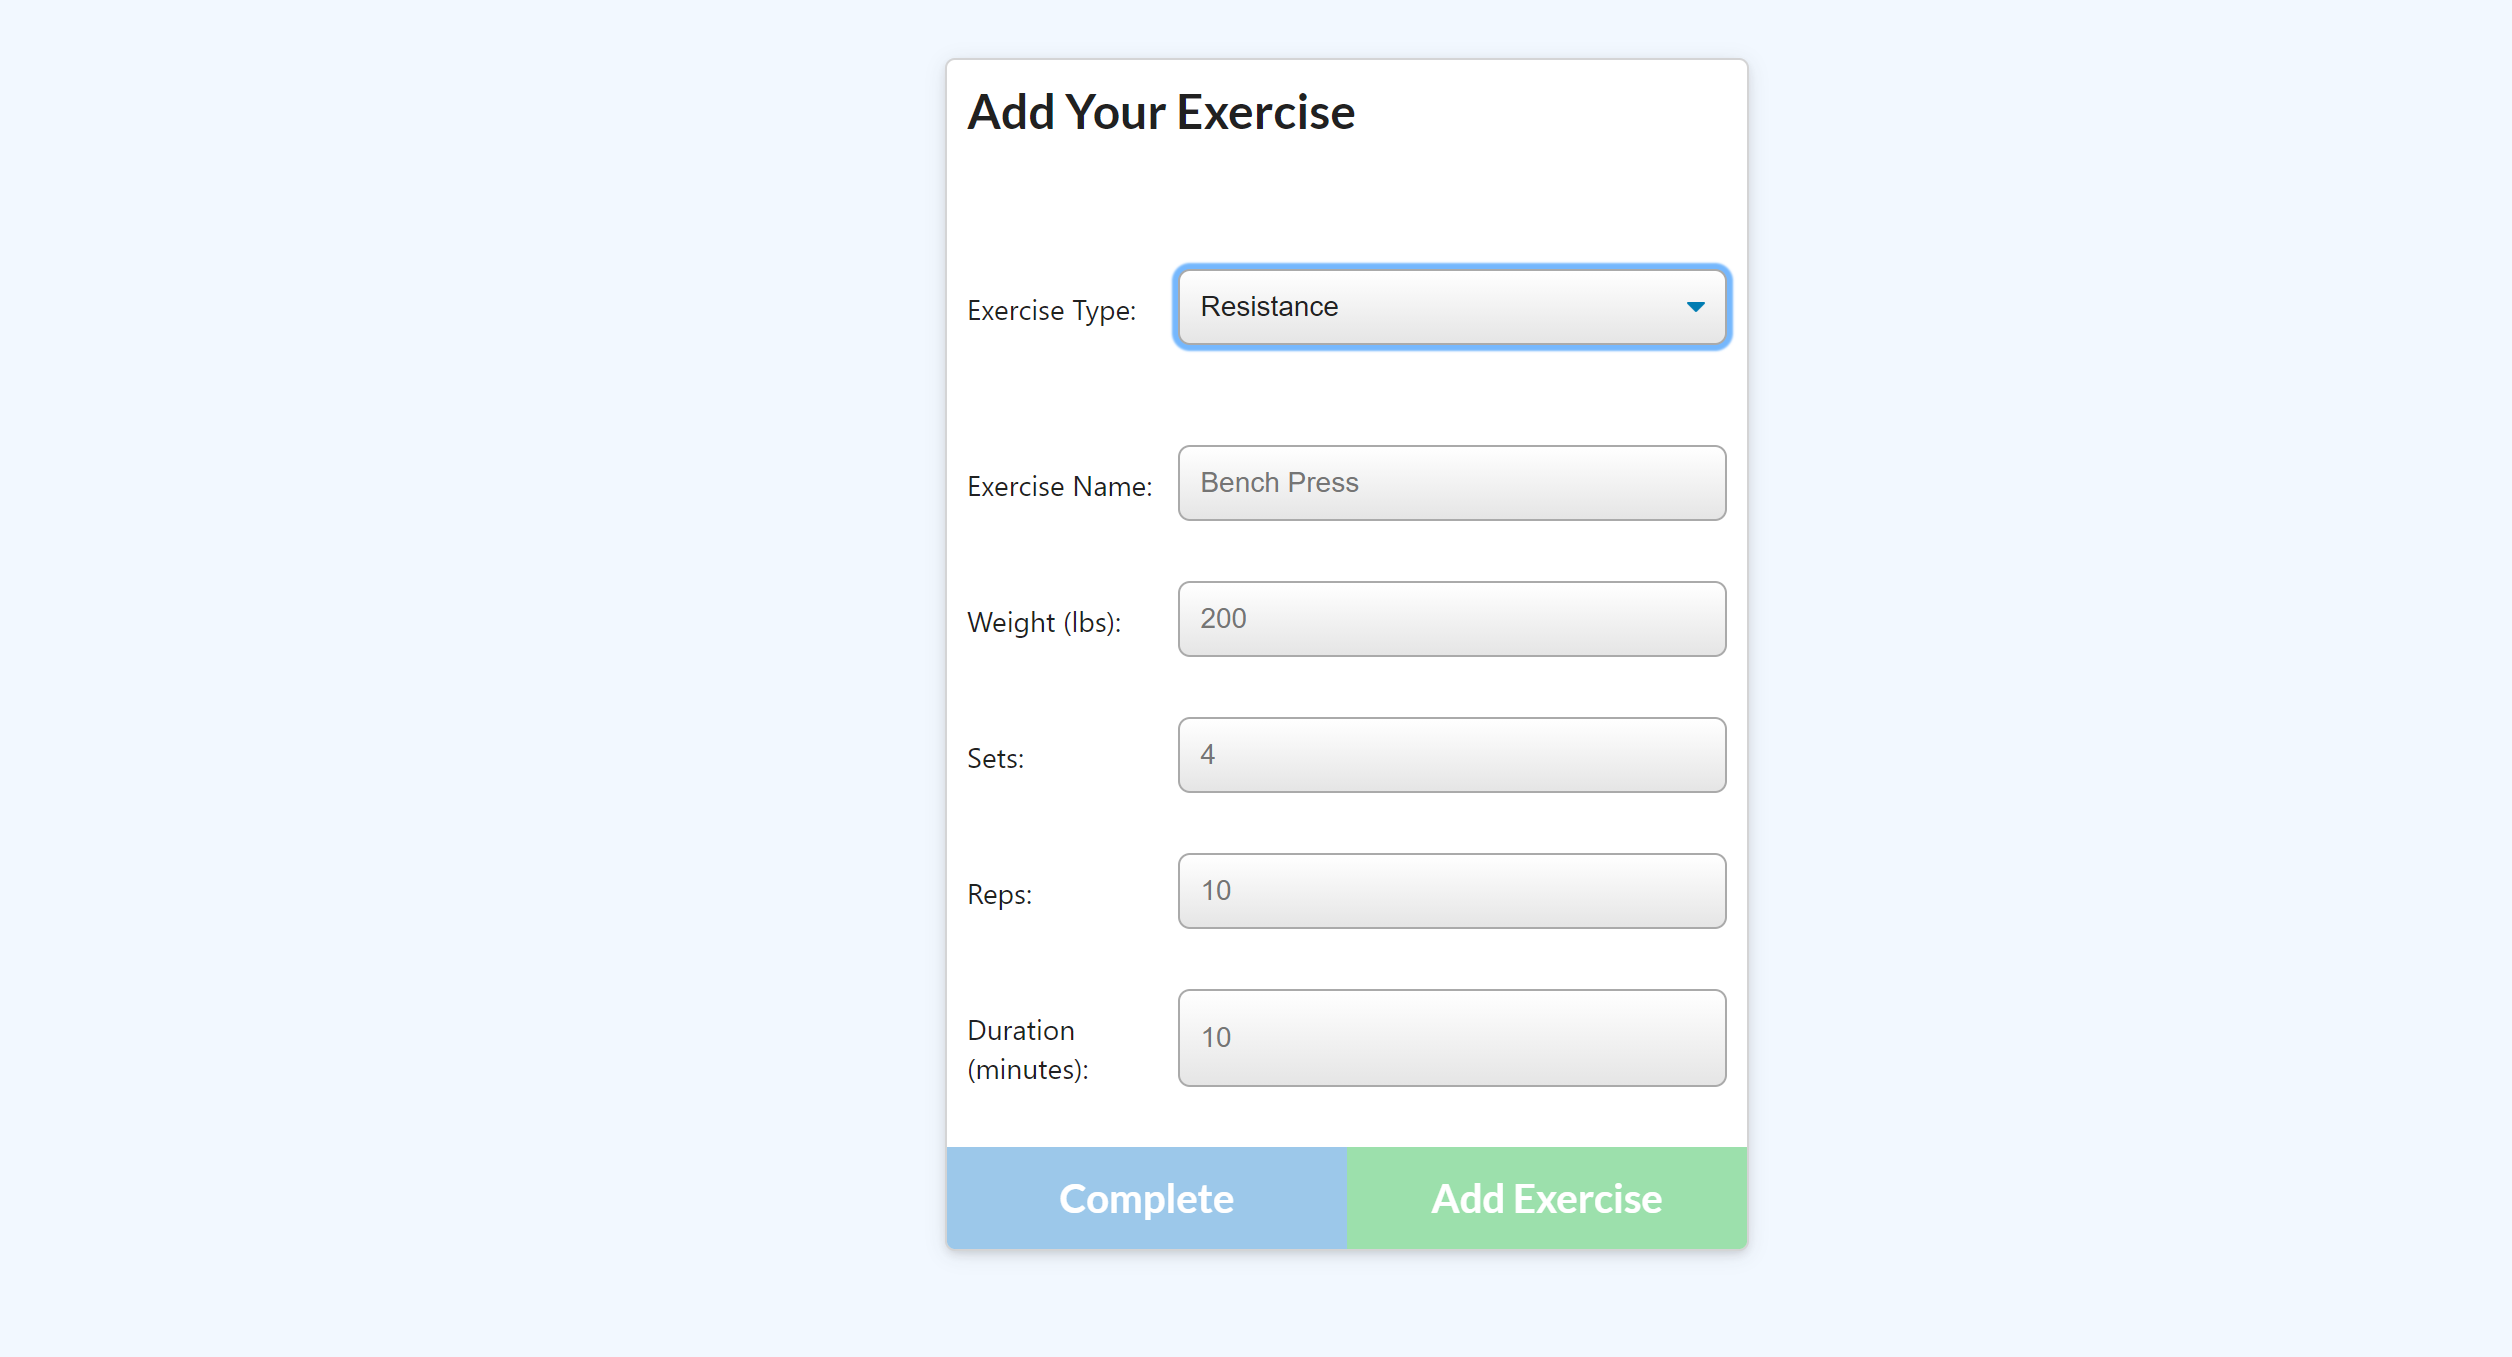 Add Your Exercise
Exercise Type: Resistance
Exercise Name: Bench Press
Weight (lbs): 200
Sets: 4
Reps: 10
Duration
(minutes): 10
Complete Add Exercise